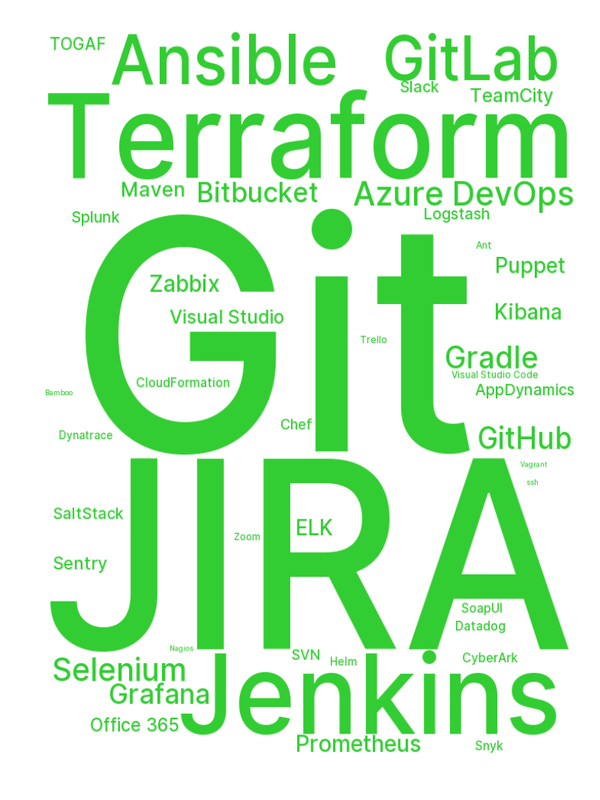 TOGAF
Ansible
GitLab
Slack
TeamCity
Terraform
Maven
Bitbucket
Azure DevOps
Splunk
Logstash
Git
Ant
Puppet
Zabbix
Kibana
Visual Studio
Trello
Gradle
Visual Studio Code
CloudFormation
AppDynamics
Bamboo
Chef
Dynatrace
GitHub
JIRA
Vagrant
ssh
SaltStack
ELK
Zoom
Sentry
SoapUI
Datadog
Nagios
SVN
Helm
CyberArk
Selenium
Jenkins
Grafana
Office 365
Prometheus
Snyk